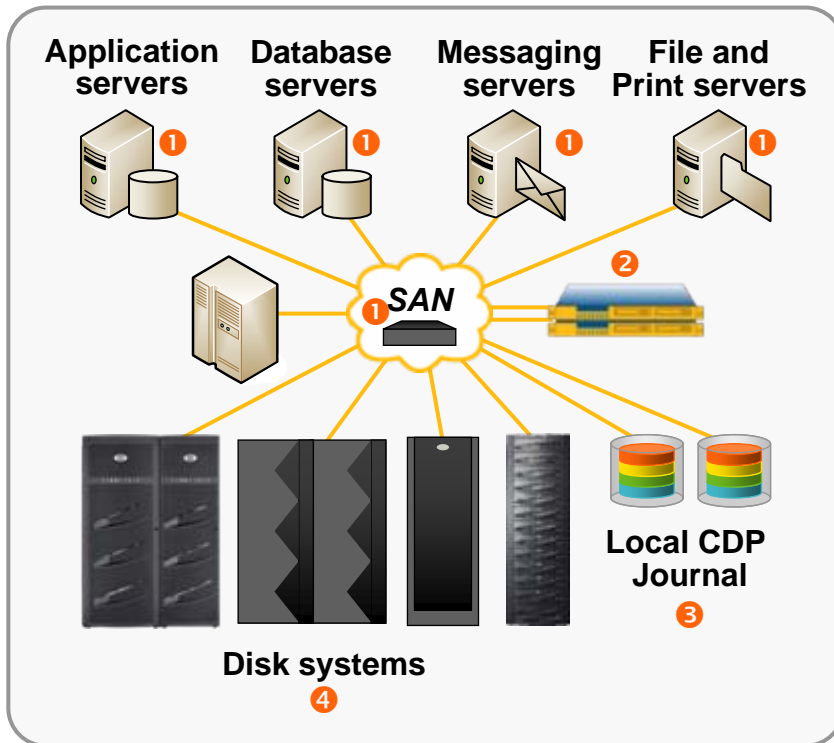 Application
servers
Database
servers
Messaging
servers
File and
Print servers
1
1
1
1
2
SAN
1
Local CDP
Journal
3
Disk systems
4